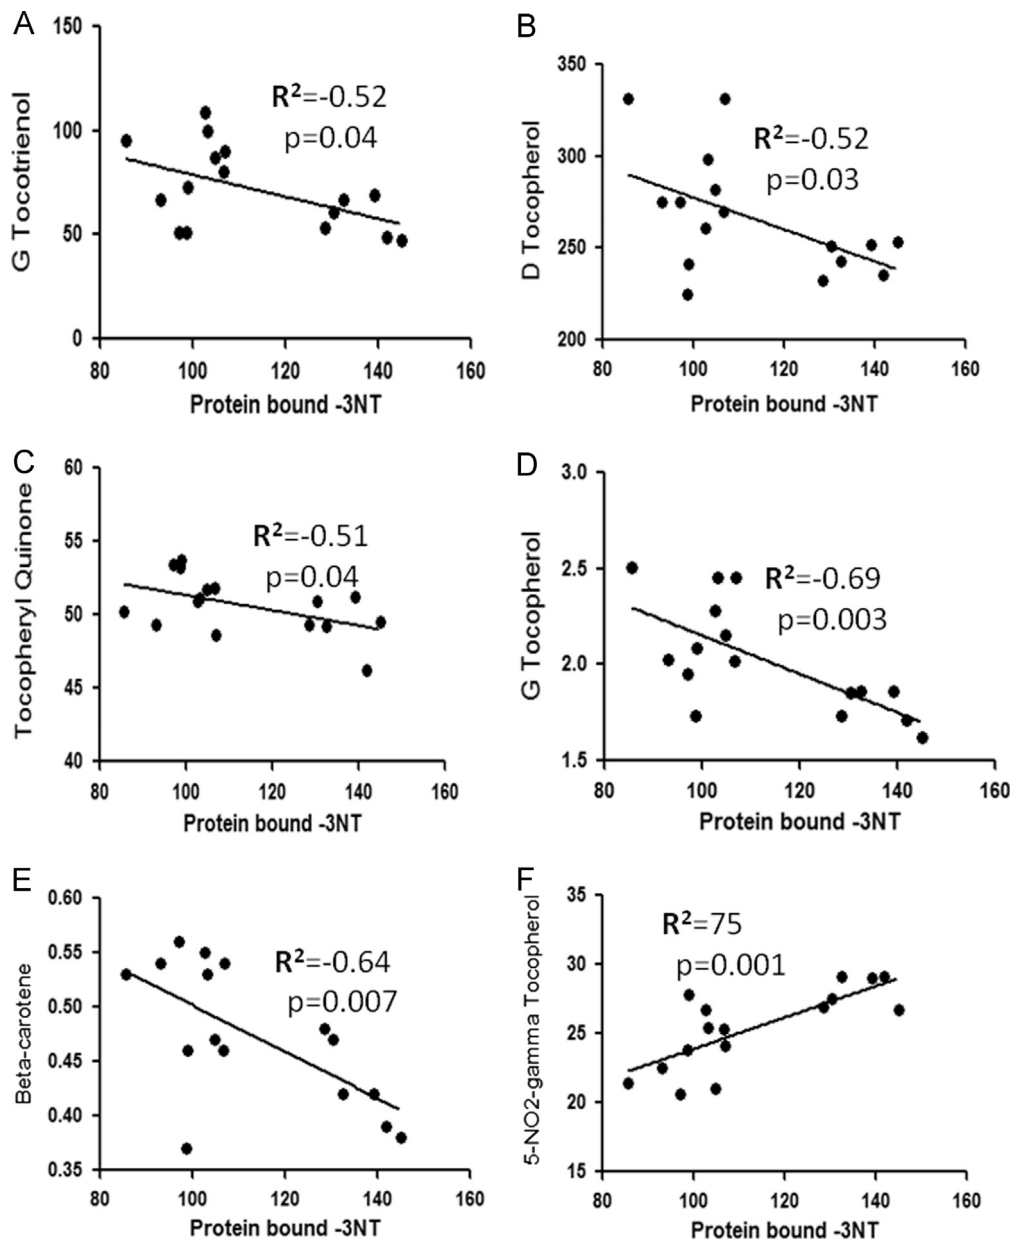 A
G Tocotrienol
150
100
50
0
R²=-0.52
p=0.04
80 100 120 140 160
Protein bound -3NT
B
D Tocopherol
350
300
250
200
R²=-0.52
p=0.03
80 100 120 140 160
Protein bound -3NT
C
Tocopheryl Quinone
60
55
50
45
40
R²=-0.51
p=0.04
80 100 120 140 160
Protein bound -3NT
D
G Tocopherol
3.0
2.5
2.0
1.5
R²=-0.69
p=0.003
80 100 120 140 160
Protein bound -3NT
E
Beta-carotene
0.60
0.55
0.50
0.45
0.40
0.35
R²=-0.64
p=0.007
80 100 120 140 160
Protein bound -3NT
F
5-NO2-gamma Tocopherol
35
30
25
20
15
R²=75
p=0.001
80 100 120 140 160
Protein bound -3NT